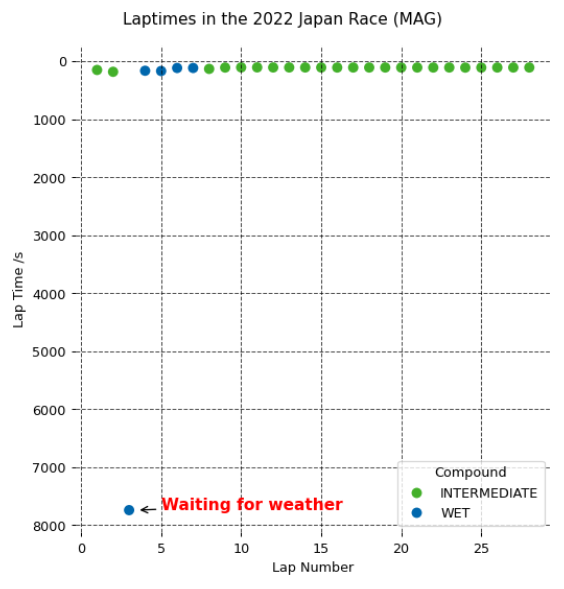 Laptimes in the 2022 Japan Race (MAG)
0
1000
2000
3000
4000
5000
6000
7000
8000
Lap Time /s
Waiting for weather
Compound
INTERMEDIATE
WET
0 5 10 15 20 25
Lap Number